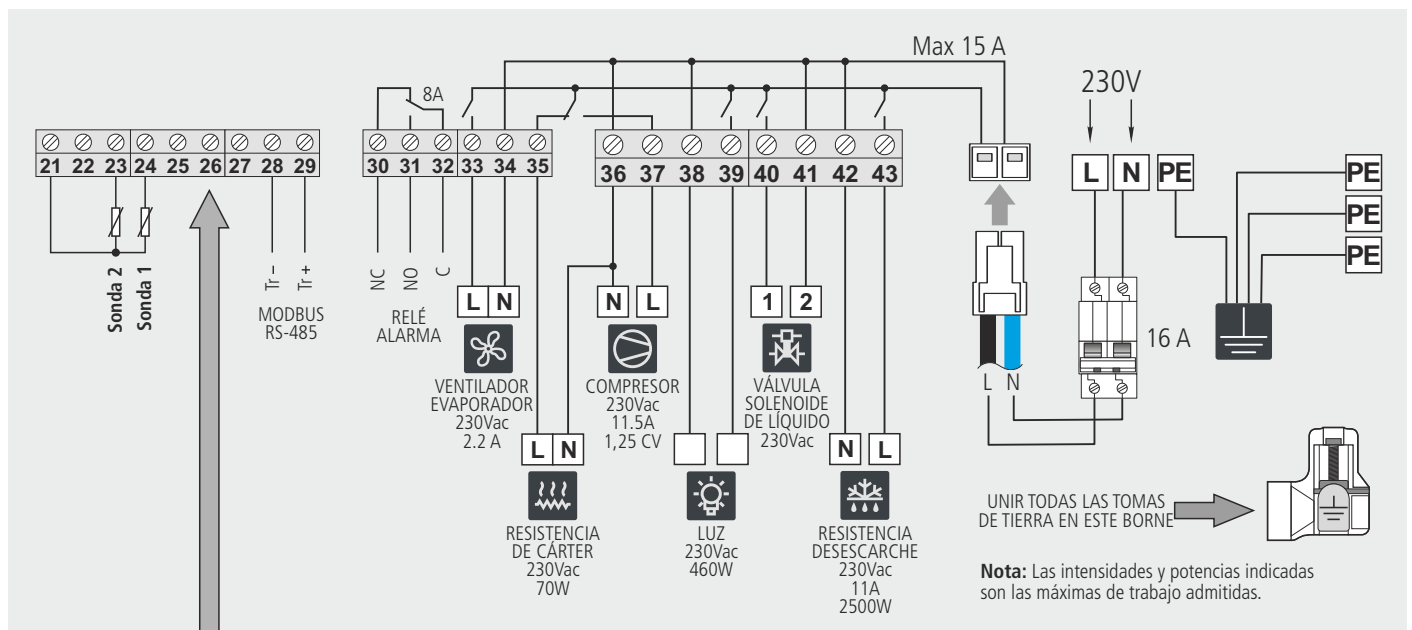 Max 15 A
230V
8A
21 22 23 24 25 26 27 28 29
30 31 32 33 34 35
36 37 38 39 40 41 42 43
L N PE
PE
PE
PE
Sonda 2
Sonda 1
Tr –
Tr +
MODBUS
RS-485
NC
NO
C
RELÉ
ALARMA
L N
VENTILADOR
EVAPORADOR
230Vac
2.2 A
N L
COMPRESOR
230Vac
11.5A
1,25 CV
1 2
VÁLVULA
SOLENOIDE
DE LÍQUIDO
230Vac
L N
16 A
L N
RESISTENCIA
DE CÁRTER
230Vac
70W
LUZ
230Vac
460W
N L
RESISTENCIA
DESESCARCHE
230Vac
11A
2500W
UNIR TODAS LAS TOMAS
DE TIERRA EN ESTE BORNE
Nota: Las intensidades y potencias indicadas
son las máximas de trabajo admitidas.